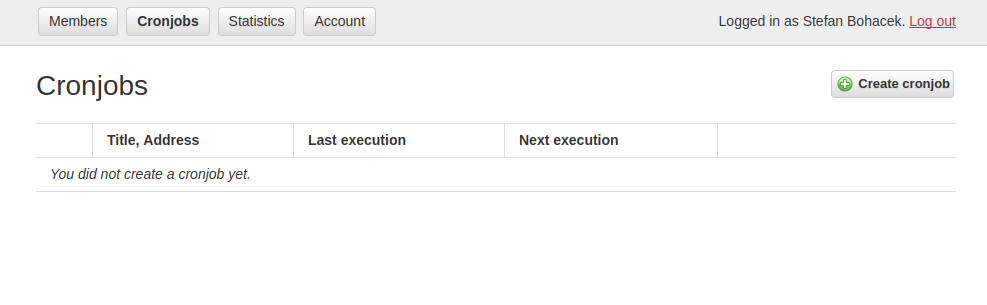 Members Cronjobs Statistics Account Logged in as Stefan Bohacek. Log out
Cronjobs
Create cronjob
Title, Address Last execution Next execution
You did not create a cronjob yet.